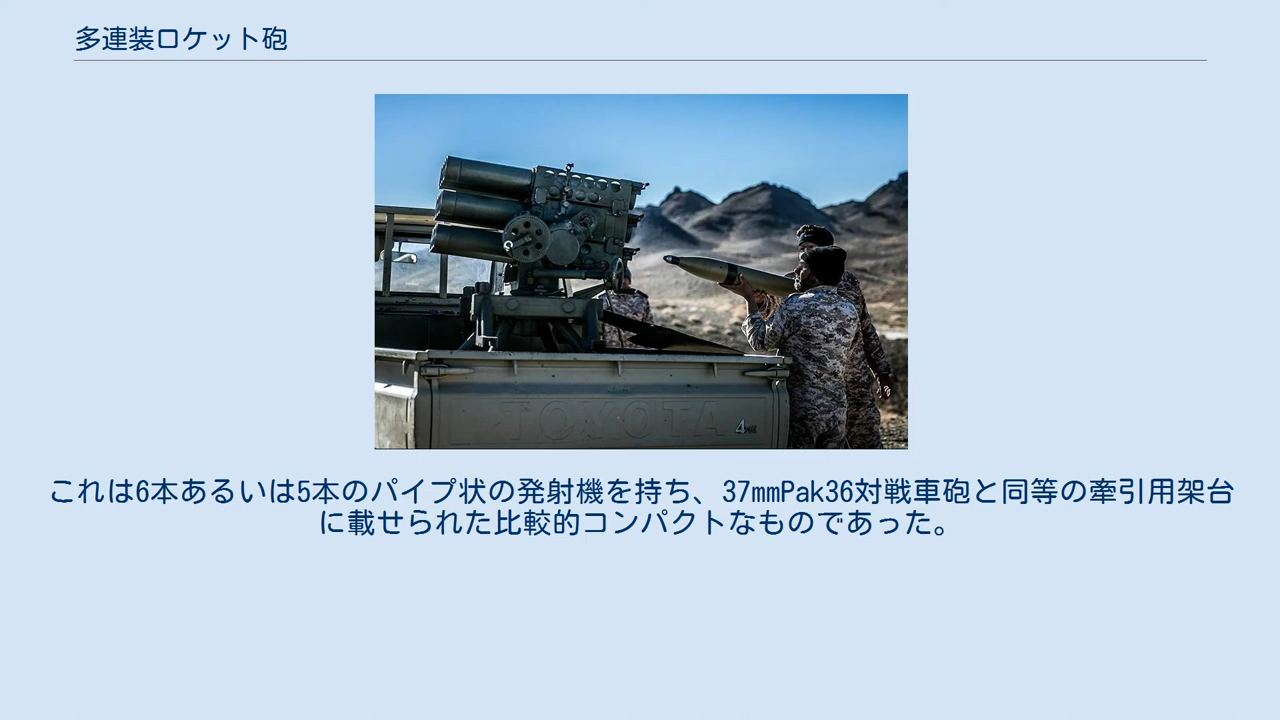 多連装ロケット砲
TOYOTA
これは6本あるいは5本のパイプ状の発射機を持ち、37mmPak36対戦車砲と同等の牽引用架台
に載せられた比較的コンパクトなものであった。